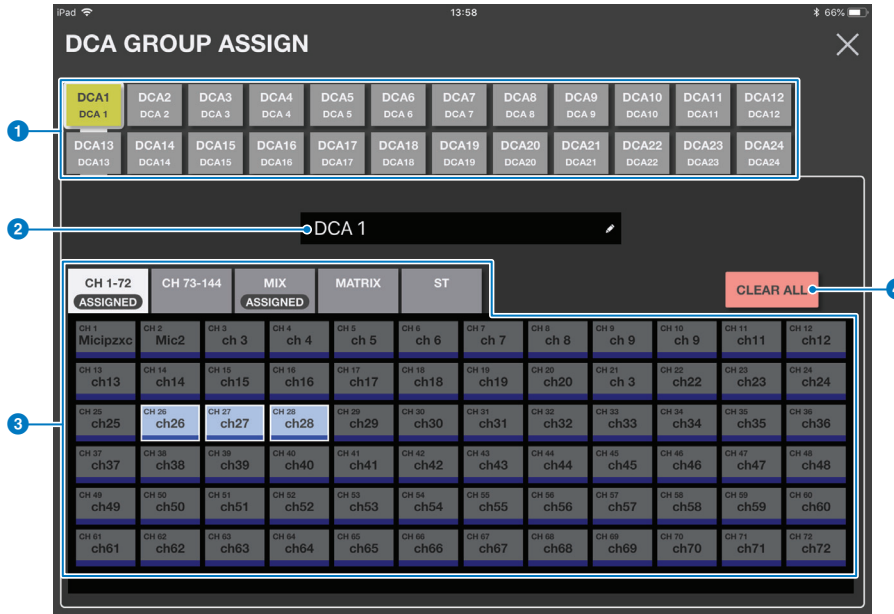 iPad 13:58 66%
DCA GROUP ASSIGN
DCA1 DCA2 DCA3 DCA4 DCA5 DCA6 DCA7 DCA8 DCA9 DCA10 DCA11 DCA12
DCA 1 DCA 2 DCA 3 DCA 4 DCA 5 DCA 6 DCA 7 DCA 8 DCA 9 DCA10 DCA11 DCA12
1
DCA13 DCA14 DCA15 DCA16 DCA17 DCA18 DCA19 DCA20 DCA21 DCA22 DCA23 DCA24
DCA13 DCA14 DCA15 DCA16 DCA17 DCA18 DCA19 DCA20 DCA21 DCA22 DCA23 DCA24
2 DCA 1
CH 1-72 CH 73-144 MIX MATRIX ST
ASSIGNED ASSIGNED
CLEAR ALL
CH 1 CH 2 CH 3 CH 4 CH 5 CH 6 CH 7 CH 8 CH 9 CH 10 CH 11 CH 12
Micipzxc Mic2 ch 3 ch 4 ch 5 ch 6 ch 7 ch 8 ch 9 ch 9 ch11 ch12
CH 13 CH 14 CH 15 CH 16 CH 17 CH 18 CH 19 CH 20 CH 21 CH 22 CH 23 CH 24
ch13 ch14 ch15 ch16 ch17 ch18 ch19 ch20 ch 3 ch22 ch23 ch24
CH 25 CH 26 CH 27 CH 28 CH 29 CH 30 CH 31 CH 32 CH 33 CH 34 CH 35 CH 36
3 ch25 ch26 ch27 ch28 ch29 ch30 ch31 ch32 ch33 ch34 ch35 ch36
CH 37 CH 38 CH 39 CH 40 CH 41 CH 42 CH 43 CH 44 CH 45 CH 46 CH 47 CH 48
ch37 ch38 ch39 ch40 ch41 ch42 ch43 ch44 ch45 ch46 ch47 ch48
CH 49 CH 50 CH 51 CH 52 CH 53 CH 54 CH 55 CH 56 CH 57 CH 58 CH 59 CH 60
ch49 ch50 ch51 ch52 ch53 ch54 ch55 ch56 ch57 ch58 ch59 ch60
CH 61 CH 62 CH 63 CH 64 CH 65 CH 66 CH 67 CH 68 CH 69 CH 70 CH 71 CH 72
ch61 ch62 ch63 ch64 ch65 ch66 ch67 ch68 ch69 ch70 ch71 ch72